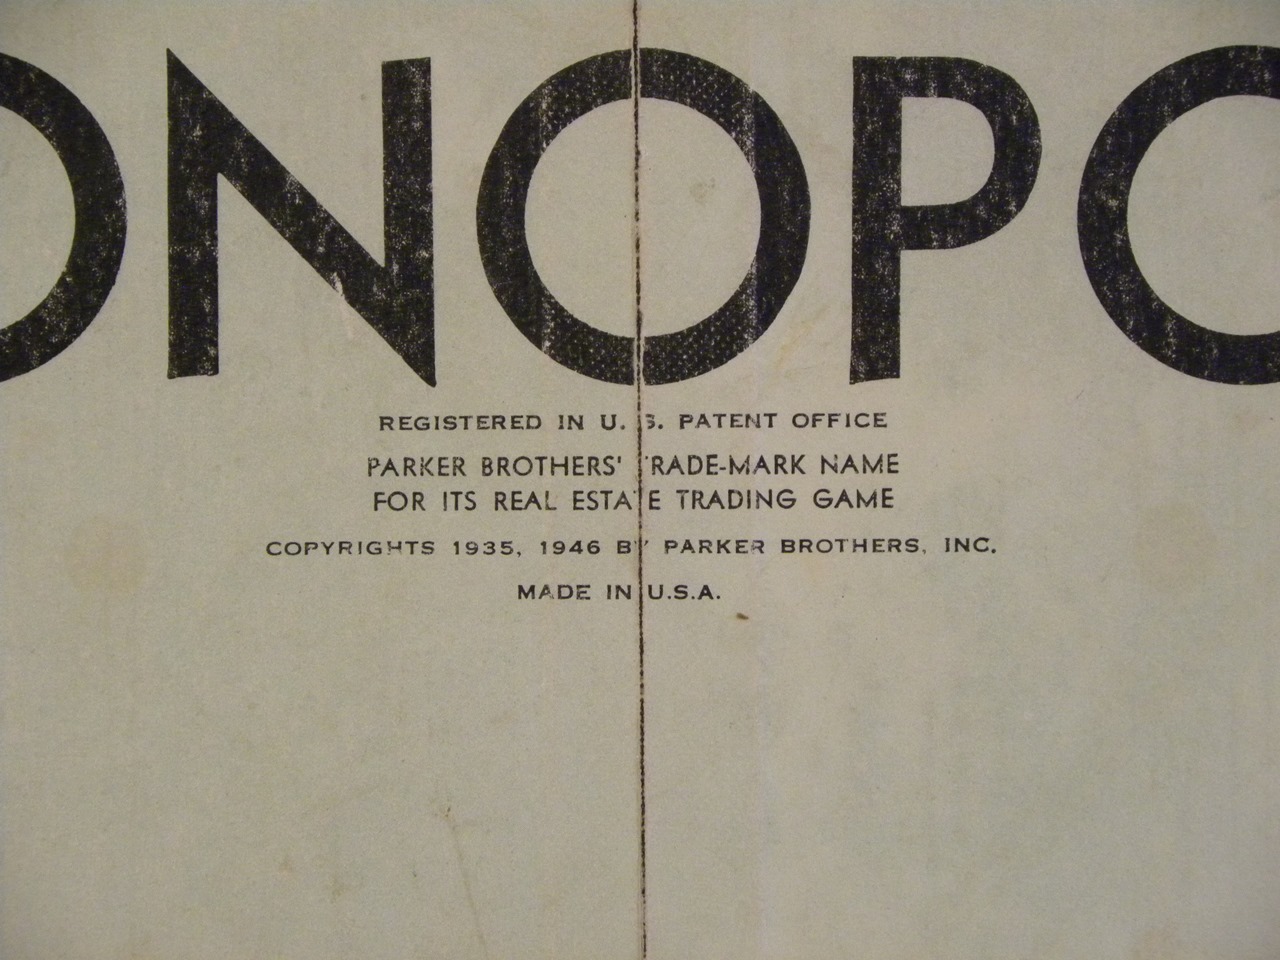 ONOPO
REGISTERED IN U. S. PATENT OFFICE
PARKER BROTHERS' TRADE-MARK NAME
FOR ITS REAL ESTATE TRADING GAME
COPYRIGHTS 1935, 1946 BY PARKER BROTHERS, INC.
MADE IN U.S.A.